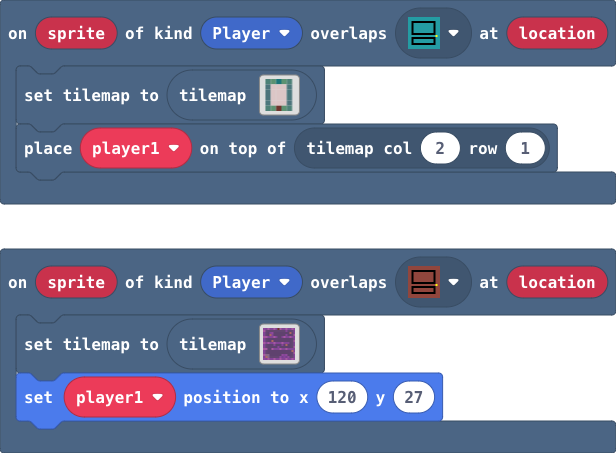 on sprite of kind Player overlaps at location
set tilemap to tilemap
place player1 on top of tilemap col 2 row 1
on sprite of kind Player overlaps at location
set tilemap to tilemap
set player1 position to x 120 y 27